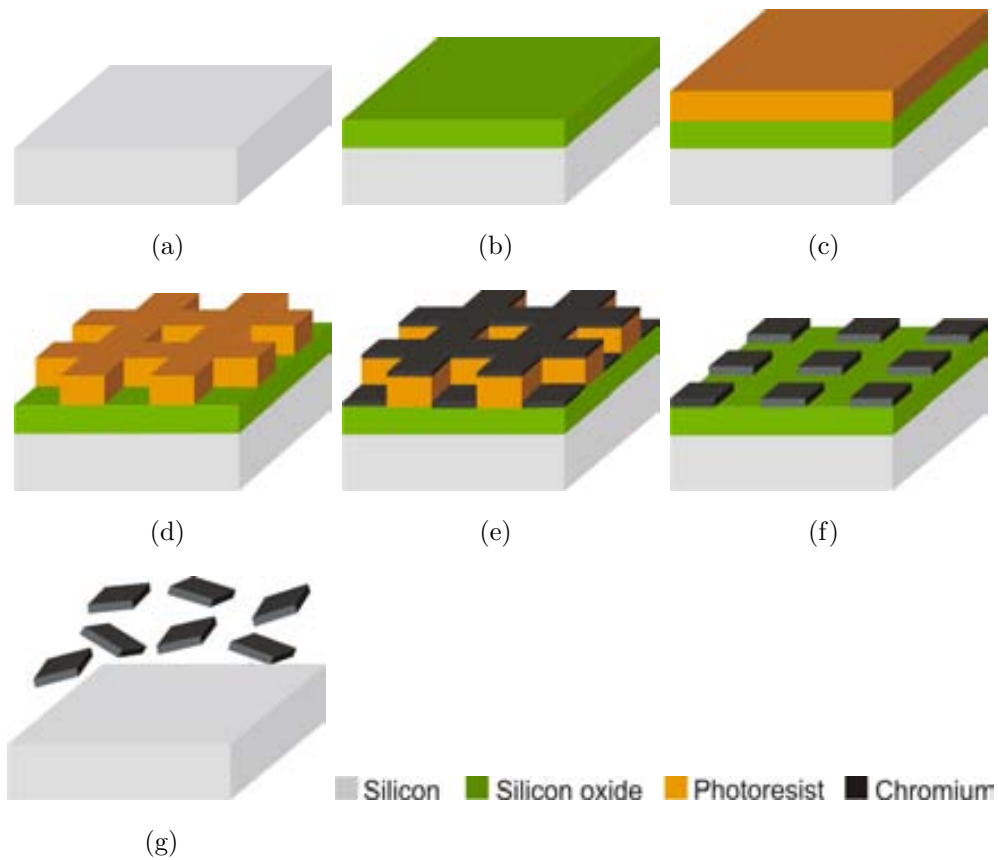 (a)
(b)
(c)
(d)
(e)
(f)
Silicon
Silicon oxide
Photoresist
Chromium
(g)